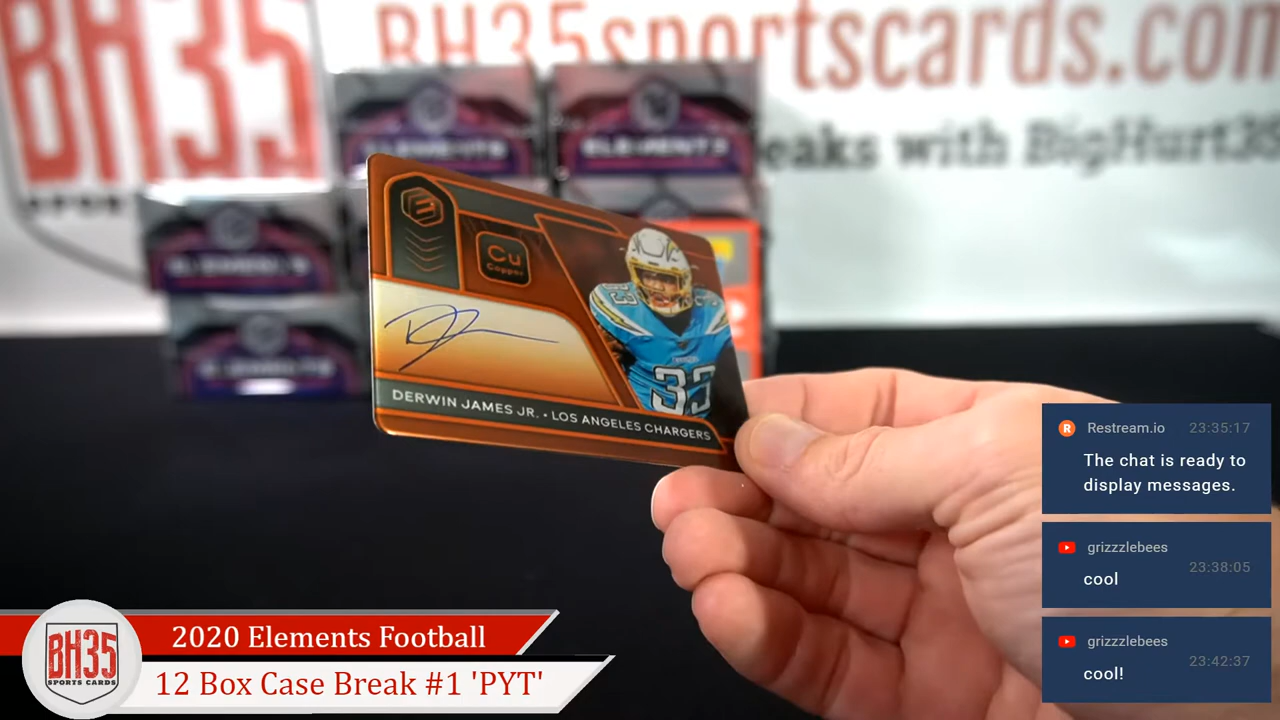 BH35
SPORTS
BH35sportscards.com
eaks with BigHurt35
ELEMENTS
ELEMENTS
ELEMENTS
ELEMENTS
Cu
Copper
33
33
DERWIN JAMES JR. • LOS ANGELES CHARGERS
Restream.io 23:35:17
The chat is ready to
display messages.
grizzzlebees
cool 23:38:05
grizzzlebees
cool! 23:42:37
BH35
SPORTS CARDS
2020 Elements Football
12 Box Case Break #1 'PYT'